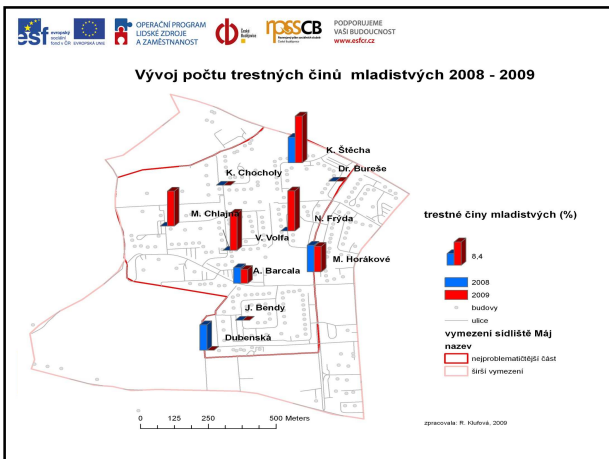 esf evropský sociální fond v ČR EVROPSKÁ UNIE
OPERAČNÍ PROGRAM
LIDSKÉ ZDROJE
A ZAMĚSTNANOST
České Budějovice
RPSSCB
PODPORUJEME
VAŠI BUDOUCNOST
www.esfcr.cz
Vývoj počtu trestných činů mladistvých 2008 - 2009
K. Štěcha
K. Chocholy
Dr. Bureše
M. Chlajna
N. Frýda
V. Volfa
M. Horákové
A. Barcala
J. Bendy
Dubenská
trestné činy mladistvých (%)
8,4
2008
2009
budovy
ulice
vymezení sídliště Máj
nazev
nejproblematičtější část
širší vymezení
0 125 250 500 Meters
zpracovala: R. Klufová, 2009